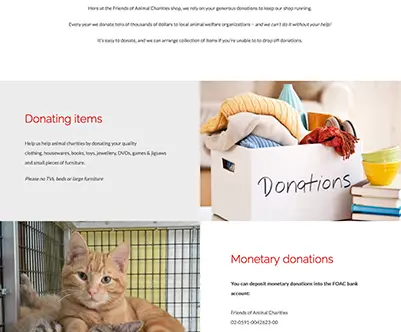 Here at the Friends of Animal Charities shop, we rely on your generous donations to keep our shop running.
Every year we donate tens of thousands of dollars to local animal welfare organizations – and we can't do it without your help!
It's easy to donate, and we can arrange collection of items if you're unable to to drop off donations.
Donating items
Help us help animal charities by donating your quality
clothing, housewares, books, toys, jewellery, DVDs, games & jigsaws
and small pieces of furniture.
Please no TVs, beds or large furniture
Donations
Monetary donations
You can deposit monetary donations into the FOAC bank
account:
Friends of Animal Charities
02-0191-0042623-00